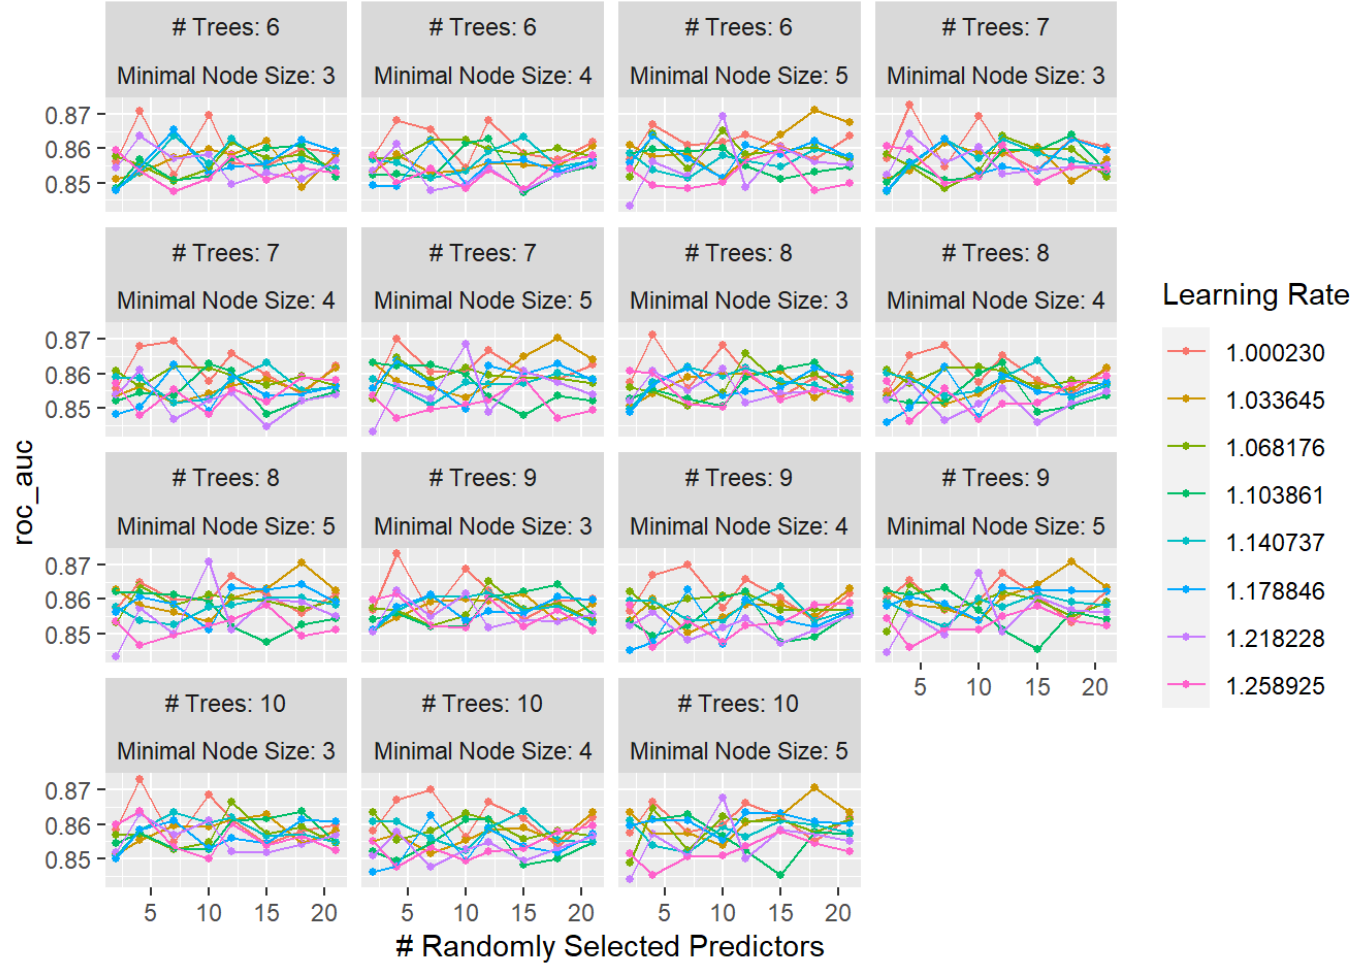 # Trees: 6
# Trees: 6
# Trees: 6
# Trees: 7
Minimal Node Size: 3
Minimal Node Size: 4
Minimal Node Size: 5
Minimal Node Size: 3
0.87
0.86
0.85
# Trees: 7
# Trees: 7
# Trees: 8
# Trees: 8
Minimal Node Size: 4
Minimal Node Size: 5
Minimal Node Size: 3
Minimal Node Size: 4
0.87
0.86
0.85
# Trees: 8
# Trees: 9
# Trees: 9
# Trees: 9
Minimal Node Size: 5
Minimal Node Size: 3
Minimal Node Size: 4
Minimal Node Size: 5
0.87
0.86
0.85
5 10 15 20
# Trees: 10
# Trees: 10
# Trees: 10
Minimal Node Size: 3
Minimal Node Size: 4
Minimal Node Size: 5
0.87
0.86
0.85
5 10 15 20
5 10 15 20
5 10 15 20
# Randomly Selected Predictors
roc_auc
Learning Rate
1.000230
1.033645
1.068176
1.103861
1.140737
1.178846
1.218228
1.258925